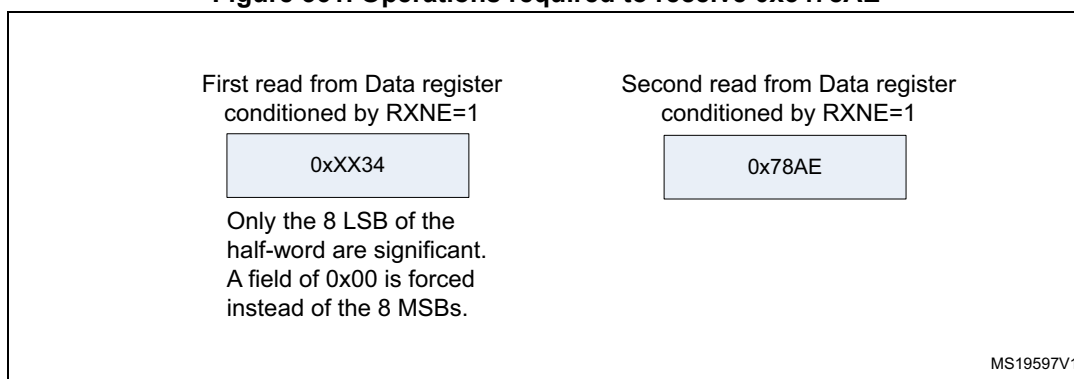 Figure Operations required to receive 0x3478AE
First read from Data register
conditioned by RXNE=1
0xXX34
Only the 8 LSB of the
half-word are significant.
A field of 0x00 is forced
instead of the 8 MSBs.
Second read from Data register
conditioned by RXNE=1
0x78AE
MS19597V1